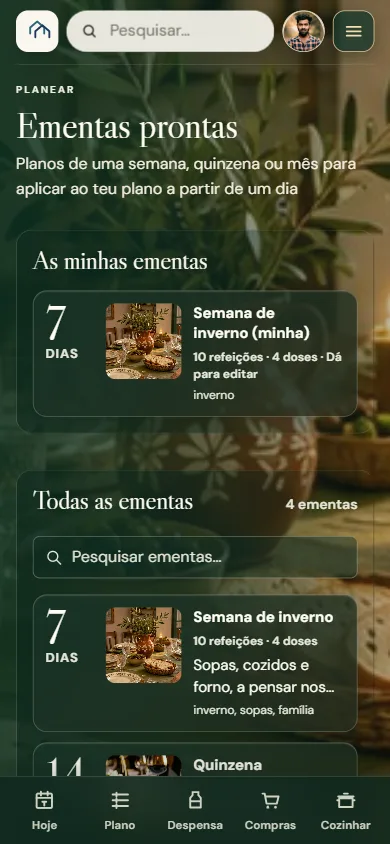 Pesquisar...
PLANEAR
Ementas prontas
Planos de uma semana, quinzena ou mês para
aplicar ao teu plano a partir de um dia
As minhas ementas
7
DIAS
Semana de
inverno (minha)
10 refeições · 4 doses · Dá
para editar
inverno
Todas as ementas
4 ementas
Pesquisar ementas...
7
DIAS
Semana de inverno
10 refeições · 4 doses
Sopas, cozidos e
forno, a pensar nos...
inverno, sopas, família
14
Quinzena
Hoje
Plano
Despensa
Compras
Cozinhar